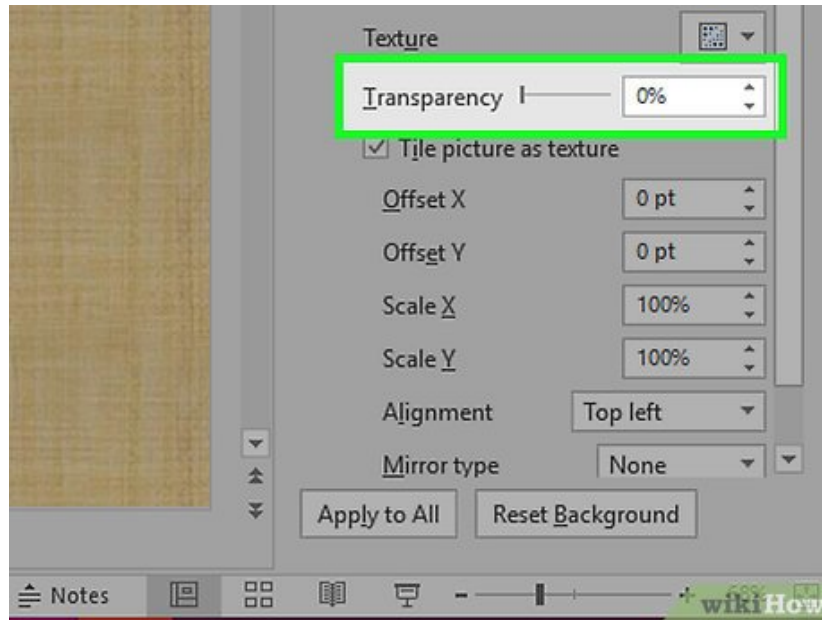 Texture
Transparency 0%
Tile picture as texture
Offset X 0 pt
Offset Y 0 pt
Scale X 100%
Scale Y 100%
Alignment Top left
Mirror type None
Apply to All Reset Background
Notes 68%
wikiHow